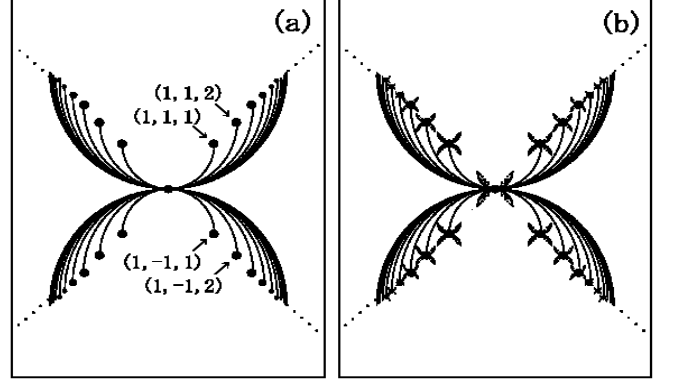 (a)
(b)
(1, 1, 2)
(1, 1, 1)
(1, -1, 1)
(1, -1, 2)